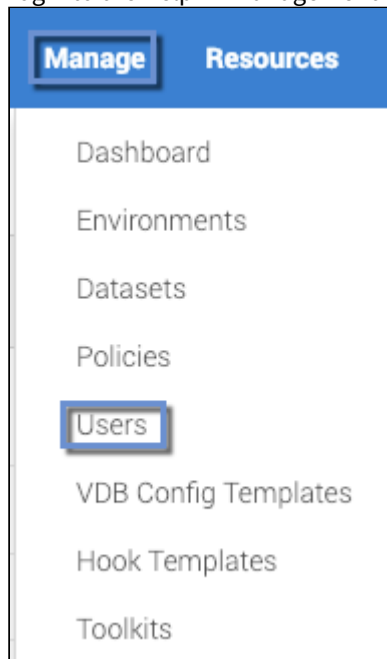 Manage Resources
Dashboard
Environments
Datasets
Policies
Users
VDB Config Templates
Hook Templates
Toolkits